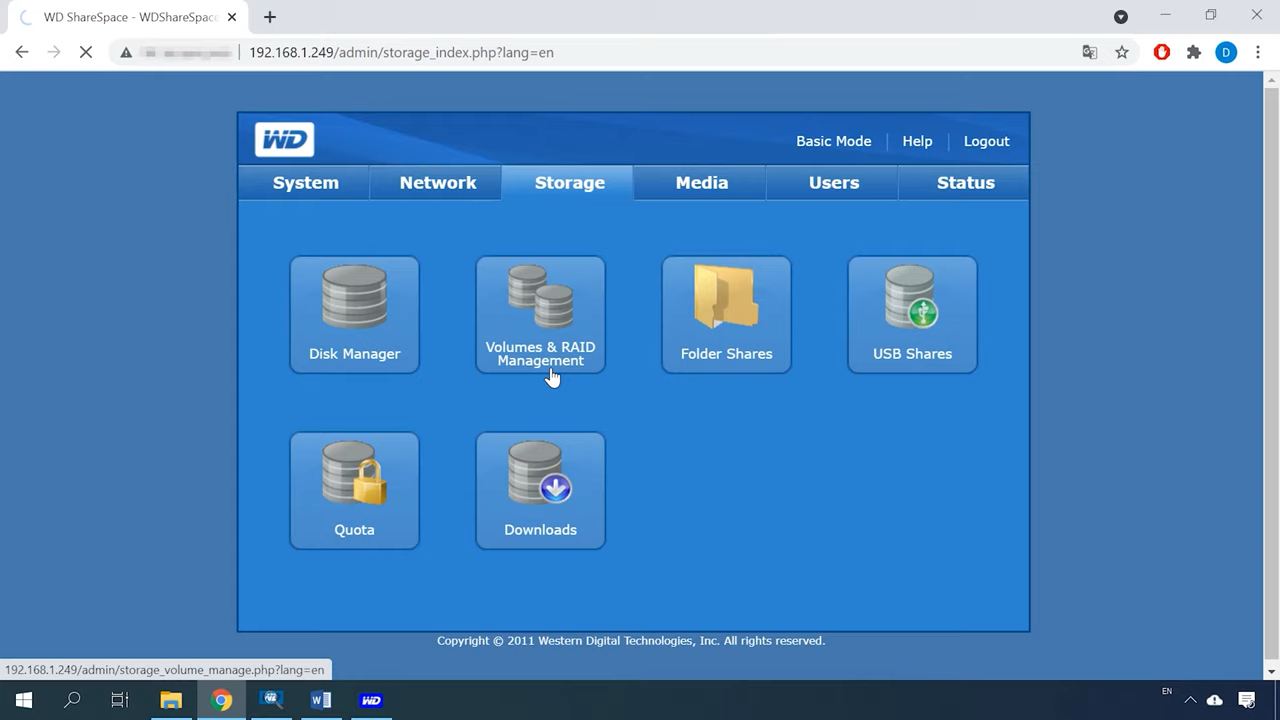 WD ShareSpace - WDShareSpace
192.168.1.249/admin/storage_index.php?lang=en
D
WD
Basic Mode
Help
Logout
System
Network
Storage
Media
Users
Status
Disk Manager
Volumes & RAID
Management
Folder Shares
USB Shares
Quota
Downloads
Copyright © 2011 Western Digital Technologies, Inc. All rights reserved.
192.168.1.249/admin/storage_volume_manage.php?lang=en
W
WD
EN